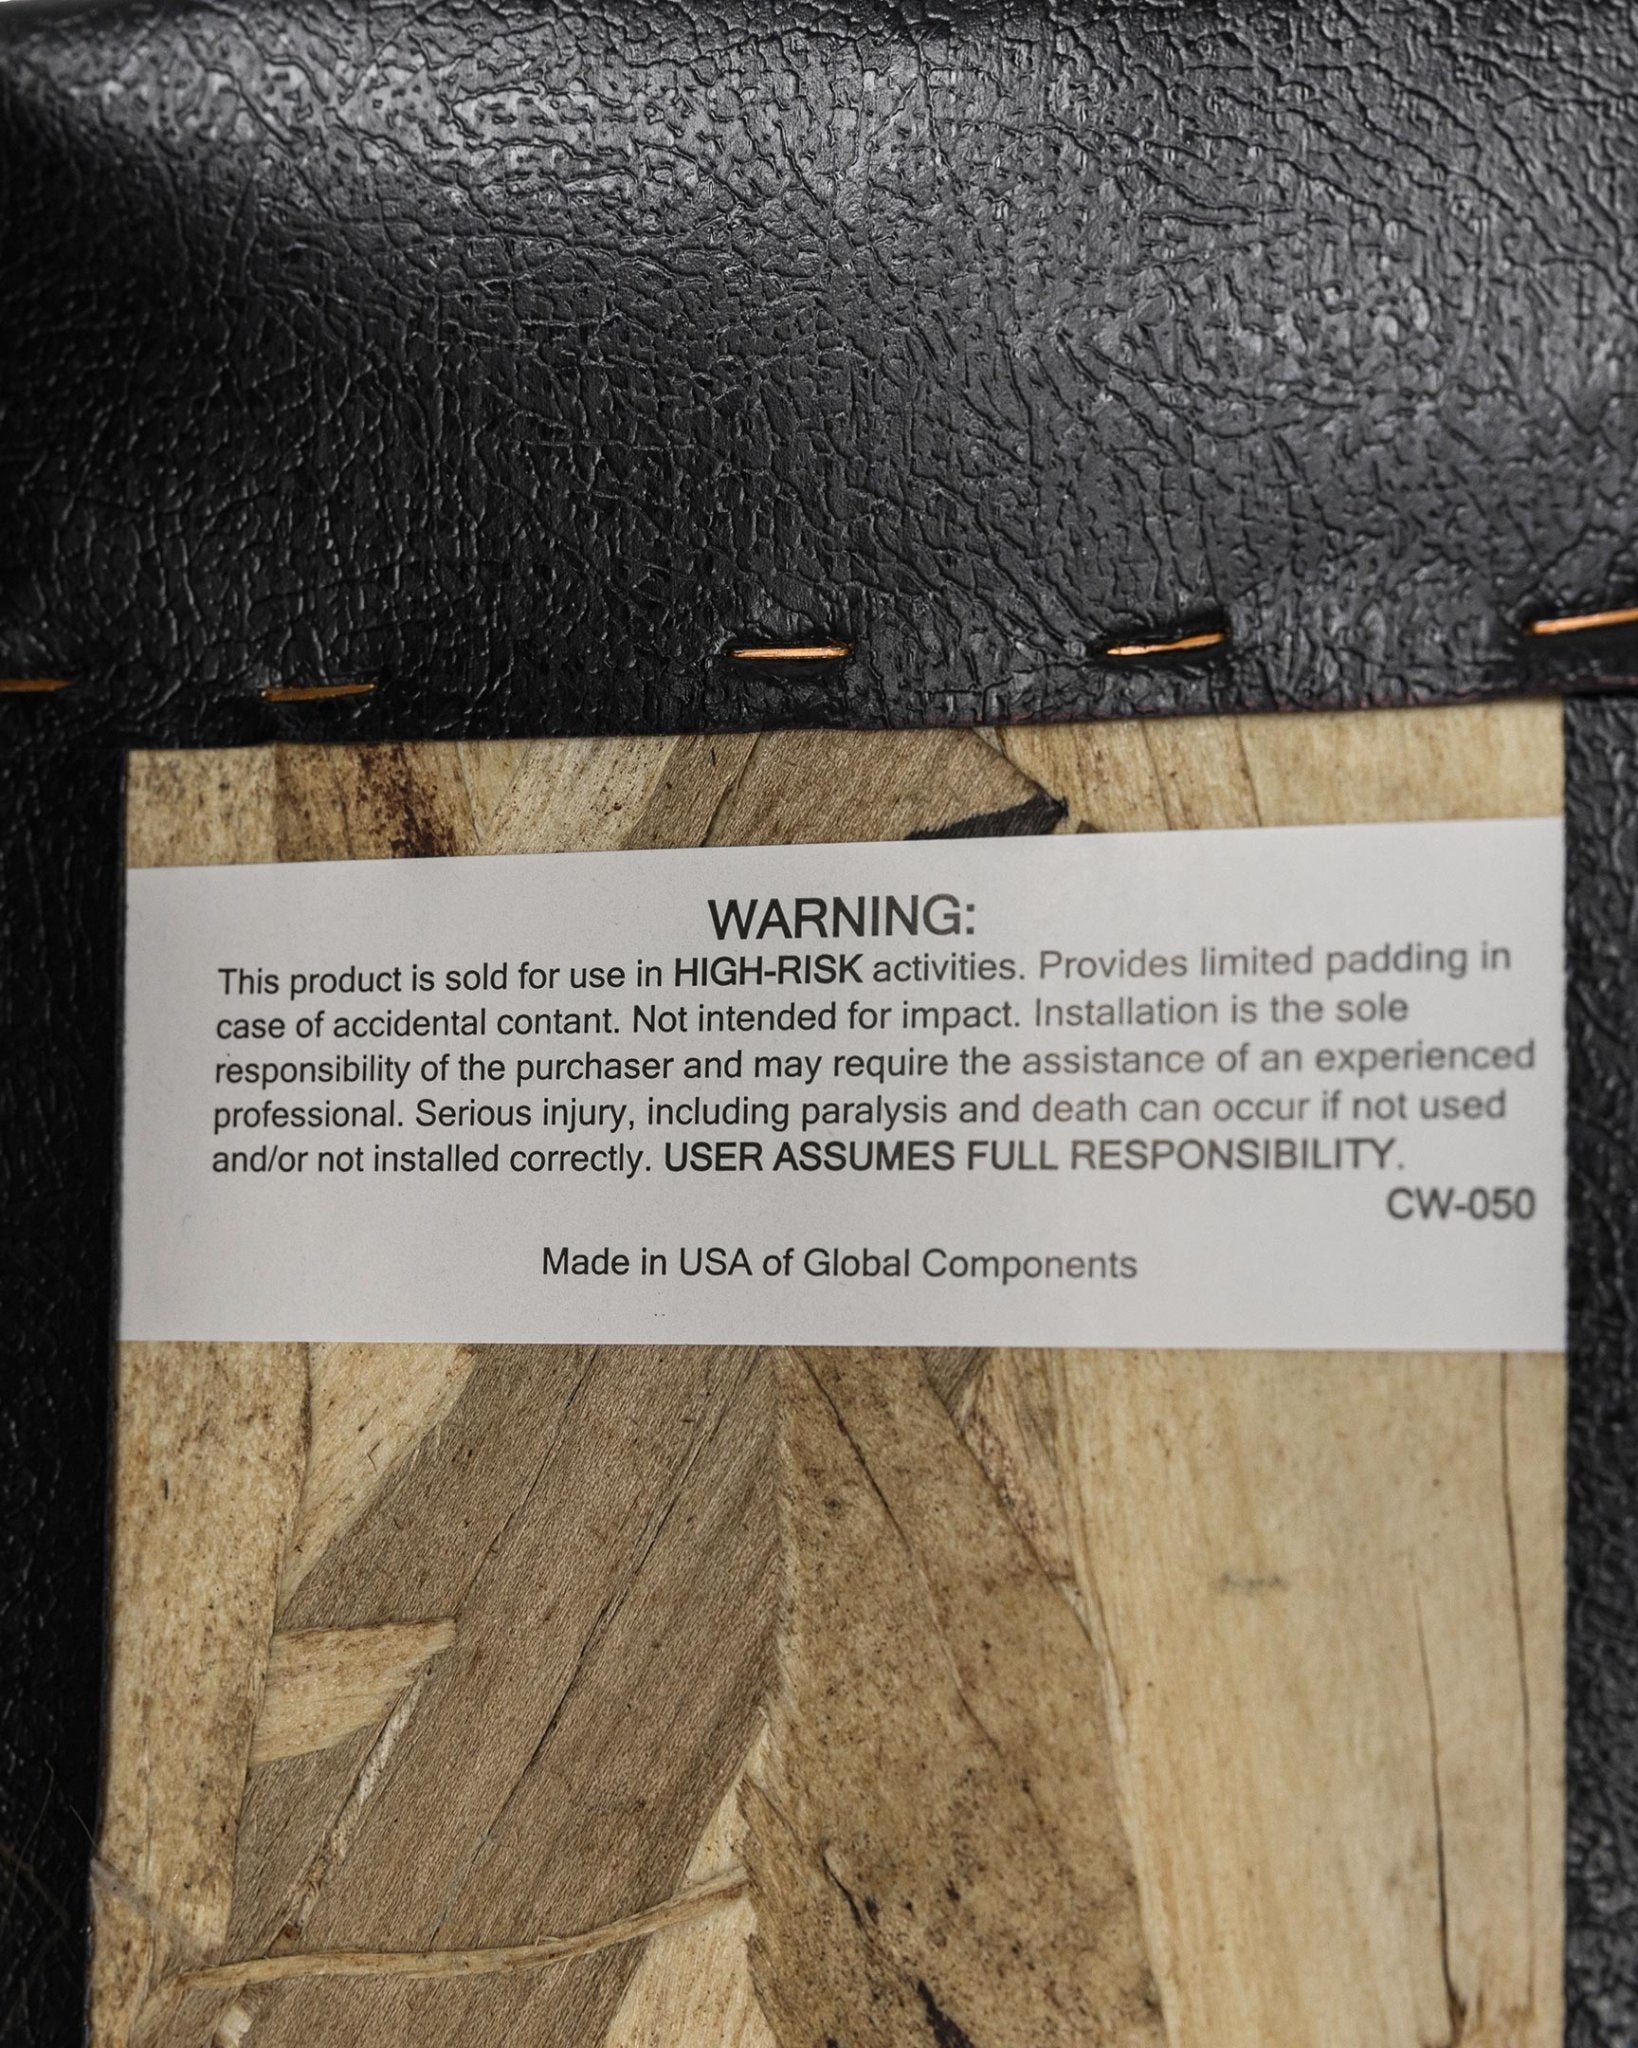 WARNING:
This product is sold for use in HIGH-RISK activities. Provides limited padding in
case of accidental contant. Not intended for impact. Installation is the sole
responsibility of the purchaser and may require the assistance of an experienced
professional. Serious injury, including paralysis and death can occur if not used
and/or not installed correctly. USER ASSUMES FULL RESPONSIBILITY.
CW-050
Made in USA of Global Components